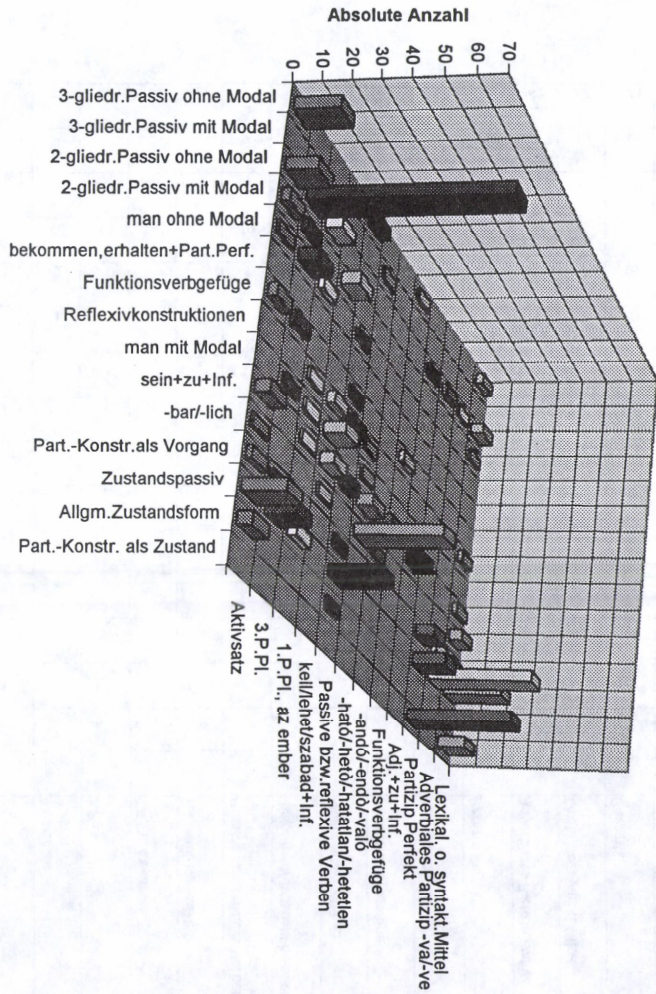 Absolute Anzahl
0
10
20
30
40
50
60
70
3-gliedr.Passiv ohne Modal
3-gliedr.Passiv mit Modal
2-gliedr.Passiv ohne Modal
2-gliedr.Passiv mit Modal
man ohne Modal
bekommen,erhalten+Part.Perf.
Funktionsverbgefüge
Reflexivkonstruktionen
man mit Modal
sein+zu+Inf.
-bar/-lich
Part.-Konstr.als Vorgang
Zustandspassiv
Allgm.Zustandsform
Part.-Konstr. als Zustand
Aktivsatz
3.P.Pl.
1.P.Pl., az ember
kell/lehet/szabad+Inf.
Passive bzw.reflexive Verben
-ható/-hető/-hatatlan/-hetetlen
-andó/-endő/-való
Funktionsverbgefüge
Adj.+zu+Inf.
Partizip Perfekt
Adverbiales Partizip -va/-ve
Lexikal. o. syntakt.Mittel